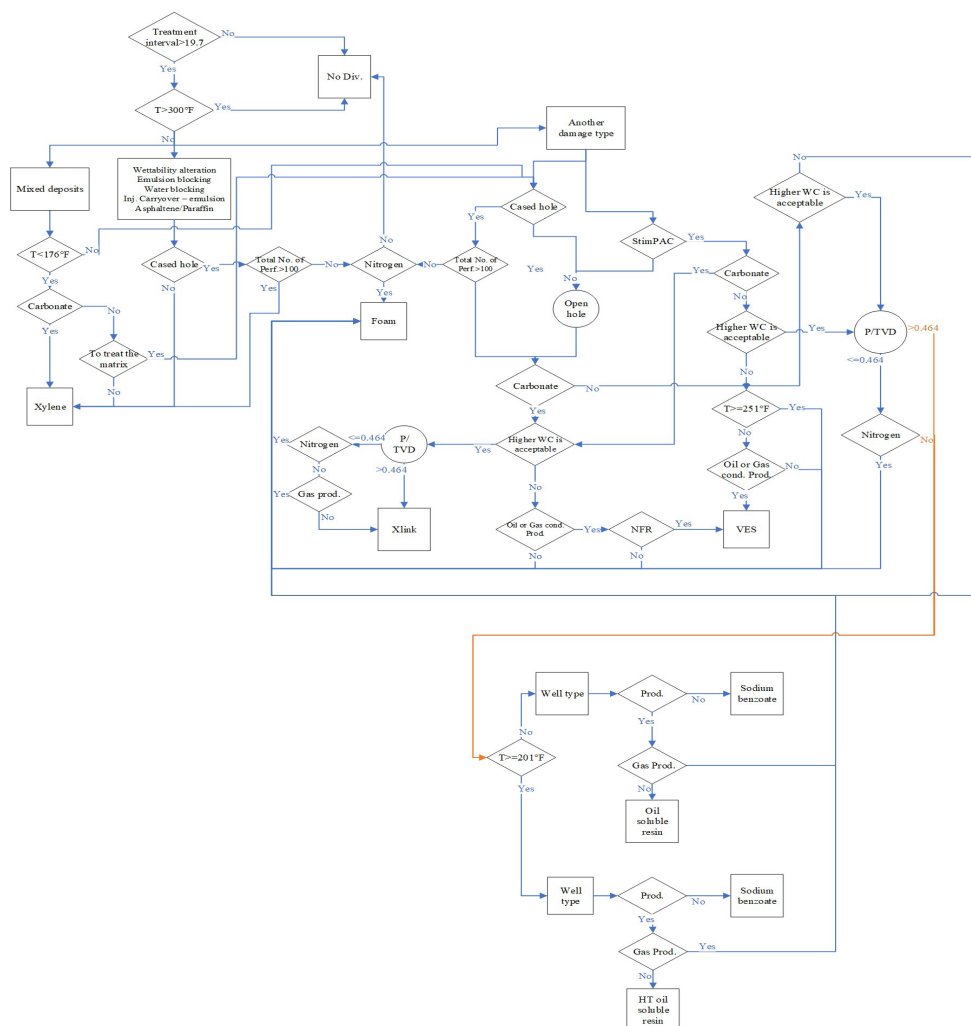 Treatment
interval>19.7
No
Yes
No Div.
T>300°F
Yes
No
Another
damage type
Mixed deposits
Wettability alteration
Emulsion blocking
Water blocking
Inj. Carryover – emulsion
Asphaltene/Paraffin
No
Higher WC is
acceptable
Yes
Cased hole
Yes
StimPAC
Yes
T<176°F
No
Yes
Cased hole
Yes
No
Total No. of
Perf.>100
No
Yes
Nitrogen
No
Yes
No
Total No. of
Perf.>100
Yes
No
Yes
Carbonate
No
Carbonate
Yes
No
Open
hole
Foam
Higher WC is
acceptable
Yes
No
P/TVD
>0.464
<=0.464
To treat the
matrix
Yes
No
Xylene
Carbonate
No
Yes
T>=251°F
Yes
No
Nitrogen
No
Yes
Yes
Nitrogen
No
<=0.464
P/
TVD
>0.464
Yes
Higher WC is
acceptable
No
Oil or Gas
cond. Prod.
No
Yes
Yes
Gas prod.
No
Xlink
Oil or Gas cond.
Prod.
Yes
No
NFR
Yes
No
VES
Well type
Prod.
No
Yes
Sodium
benzoate
No
T>=201°F
Yes
Gas Prod.
No
Oil
soluble
resin
Well
type
Prod.
No
Yes
Sodium
benzoate
Gas Prod.
Yes
No
HT oil
soluble
resin